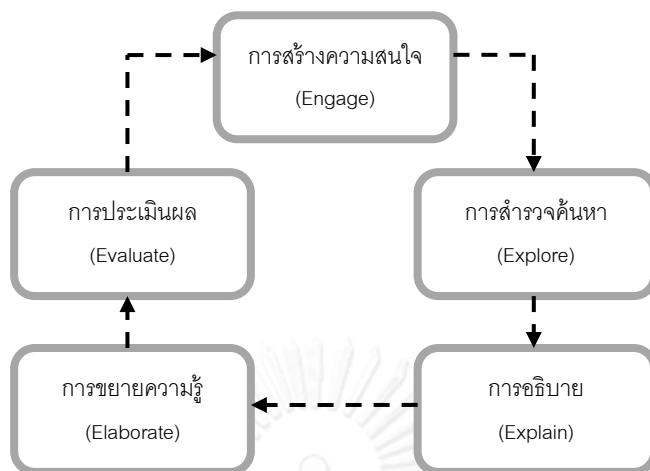 การสร้างความสนใจ
(Engage)
การสำรวจค้นหา
(Explore)
การอธิบาย
(Explain)
การขยายความรู้
(Elaborate)
การประเมินผล
(Evaluate)